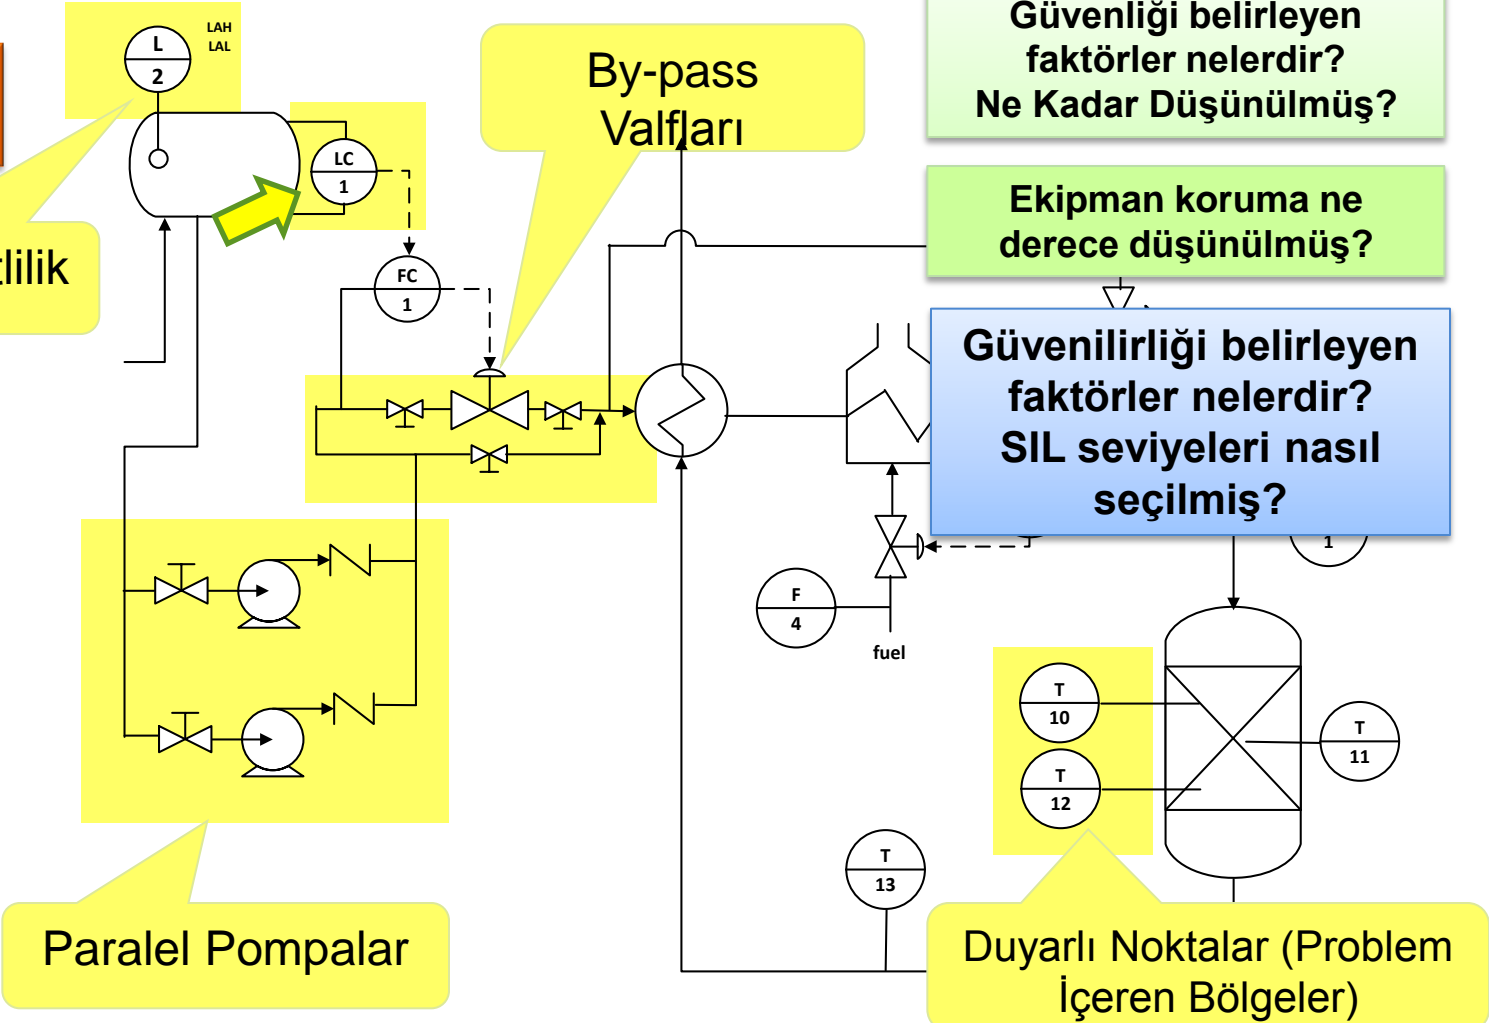 LAH
LAL
L
2
By-pass
Valfları
Güvenliği belirleyen
faktörler nelerdir?
Ne Kadar Düşünülmüş?
LC
1
Ekipman koruma ne
derece düşünülmüş?
FC
1
Güvenilirliği belirleyen
faktörler nelerdir?
SIL seviyeleri nasıl
seçilmiş?
1
F
4
fuel
T
10
T
11
T
12
T
13
Paralel Pompalar
Duyarlı Noktalar (Problem
İçeren Bölgeler)